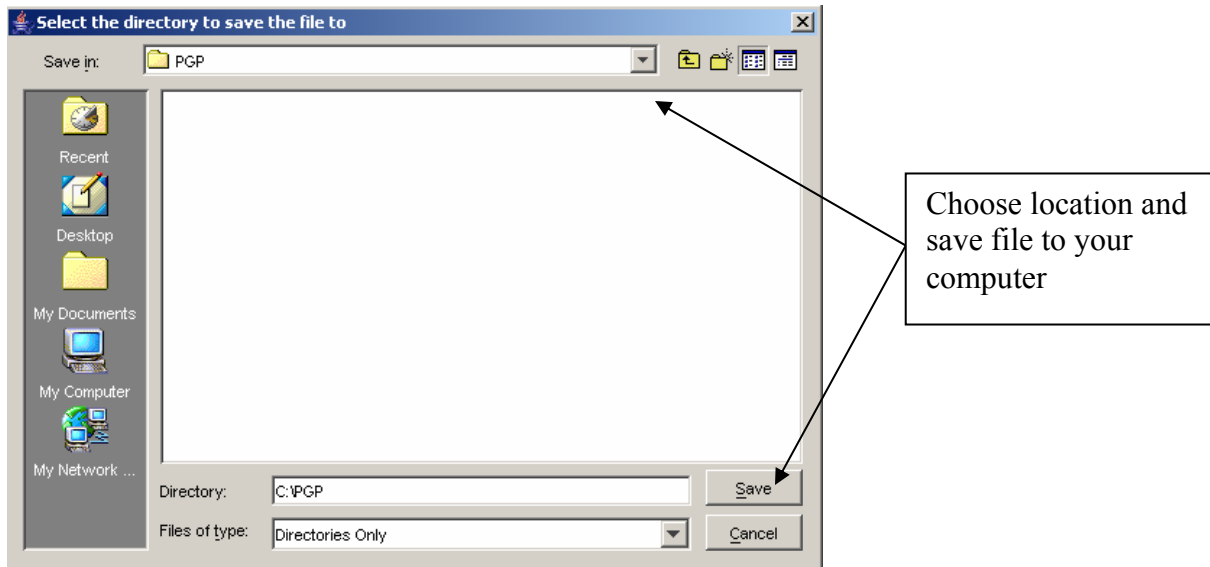 Select the directory to save the file to
Save in: PGP
Recent
Desktop
My Documents
My Computer
My Network ...
Directory: C:\PGP Save
Files of type: Directories Only Cancel
Choose location and
save file to your
computer